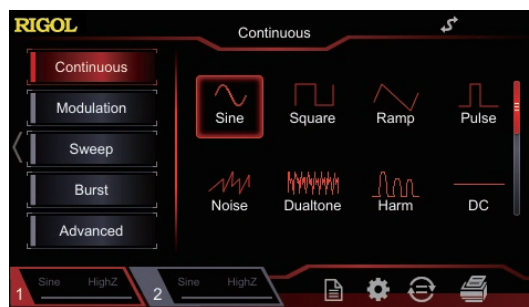 RIGOL
Continuous
Continuous
Modulation
Sweep
Burst
Advanced
Sine Square Ramp Pulse
Noise Dualtone Harm DC
1 Sine HighZ 2 Sine HighZ